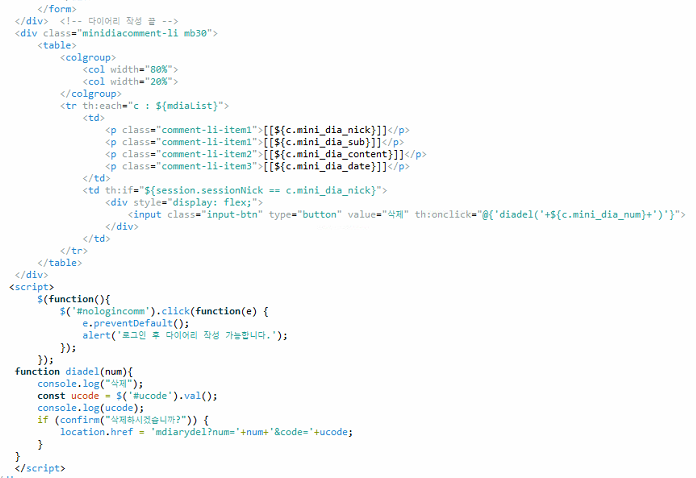 </form>
</div> <!-- 다이어리 작성 끝 -->
<div class="minidiacomment-li mb30">
<table>
<colgroup>
<col width="80%">
<col width="20%">
</colgroup>
<tr th:each="c : ${mdiaList}">
<td>
<p class="comment-li-item1">[[${c.mini_dia_nick}]]</p>
<p class="comment-li-item1">[[${c.mini_dia_sub}]]</p>
<p class="comment-li-item2">[[${c.mini_dia_content}]]</p>
<p class="comment-li-item3">[[${c.mini_dia_date}]]</p>
</td>
<td th:if="${session.sessionNick == c.mini_dia_nick}">
<div style="display: flex;">
<input class="input-btn" type="button" value="삭제" th:onclick="@{'diadel('+${c.mini_dia_num}+')'}">
</div>
</td>
</tr>
</table>
</div>
<script>
$(function(){
$('#nologincomm').click(function(e) {
e.preventDefault();
alert('로그인 후 다이어리 작성 가능합니다.');
});
});
function diadel(num){
console.log("삭제");
const ucode = $('#ucode').val();
console.log(ucode);
if (confirm("삭제하시겠습니까?")) {
location.href = 'mdiarydel?num='+num+'&code='+ucode;
}
}
</script>